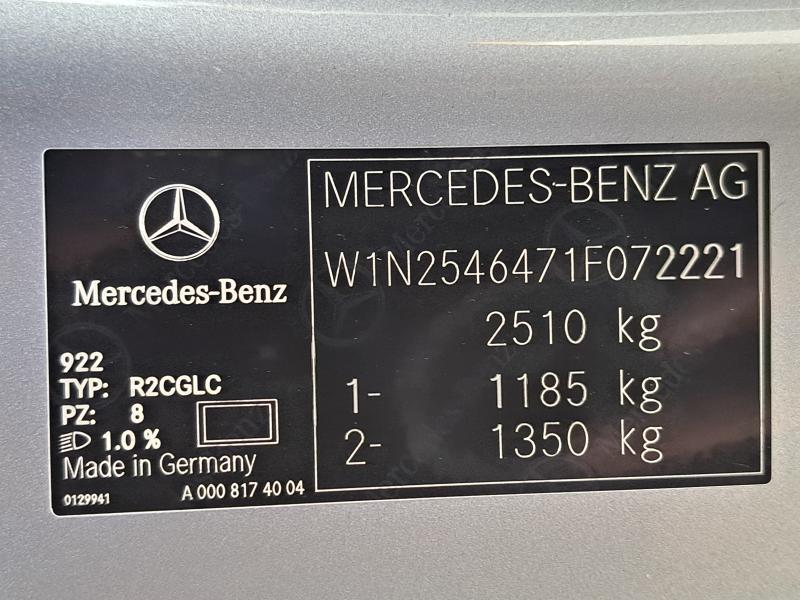 Mercedes-Benz
922
TYP: R2CGLC
PZ: 8
1.0 %
Made in Germany
0129941 A 000 817 40 04
MERCEDES-BENZ AG
W1N2546471F072221
2510 kg
1- 1185 kg
2- 1350 kg